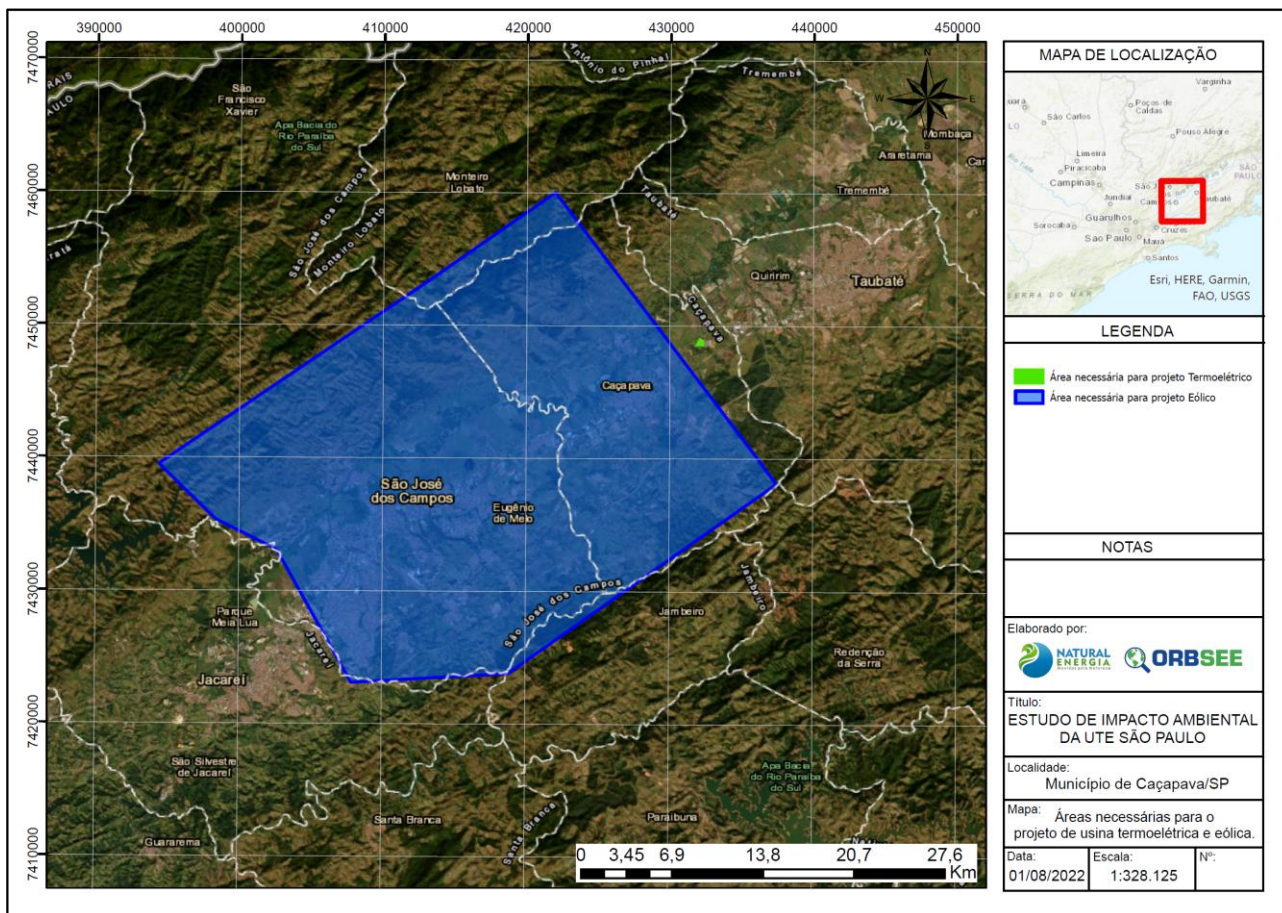 390000 400000 410000 420000 430000 440000 450000
7470000
7460000
7450000
7440000
7430000
7420000
7410000
RAIS
AULO
São
Francisco
Xavier
Apa Bacia do
Rio Paraíba
do Sul
Antônio do Pinhal
Tremembé
N
W E
S
Mombaça
Araretama
Monteiro
Lobato
São José dos Campos
Monteiro Lobato
Taubaté
Tremembé
Quiririm
Taubaté
Caçapava
Caçapava
São José
dos Campos
Eugênio
de Melo
São José dos Campos
Jambeiro
Jambeiro
Redenção
da Serra
Parque
Meia Lua
Jacareí
Jacareí
São Silvestre
de Jacareí
Apa Bacia
do Rio Paraíba
do Sul
Guararema
Santa Branca
Santa Branca
Paraibuna
0 3,45 6,9 13,8 20,7 27,6
Km
MAPA DE LOCALIZAÇÃO
Varginha
Poços de
Caldas
São Carlos
Pouso Alegre
Limeira
Piracicaba
Campinas
Jundiaí
São J
Campos
Taubaté
SÃO
PAULO
Sorocaba
Guarulhos
Sao Paulo
Cruzes
Mauá
Santos
SERRA DO MAR
Esri, HERE, Garmin,
FAO, USGS
LEGENDA
Área necessária para projeto Termoelétrico
Área necessária para projeto Eólico
NOTAS
Elaborado por:
NATURAL
ENERGIA
ORBSEE
Título:
ESTUDO DE IMPACTO AMBIENTAL
DA UTE SÃO PAULO
Localidade:
Município de Caçapava/SP
Mapa: Áreas necessárias para o
projeto de usina termoelétrica e eólica.
Data:
01/08/2022
Escala:
1:328.125
Nº: